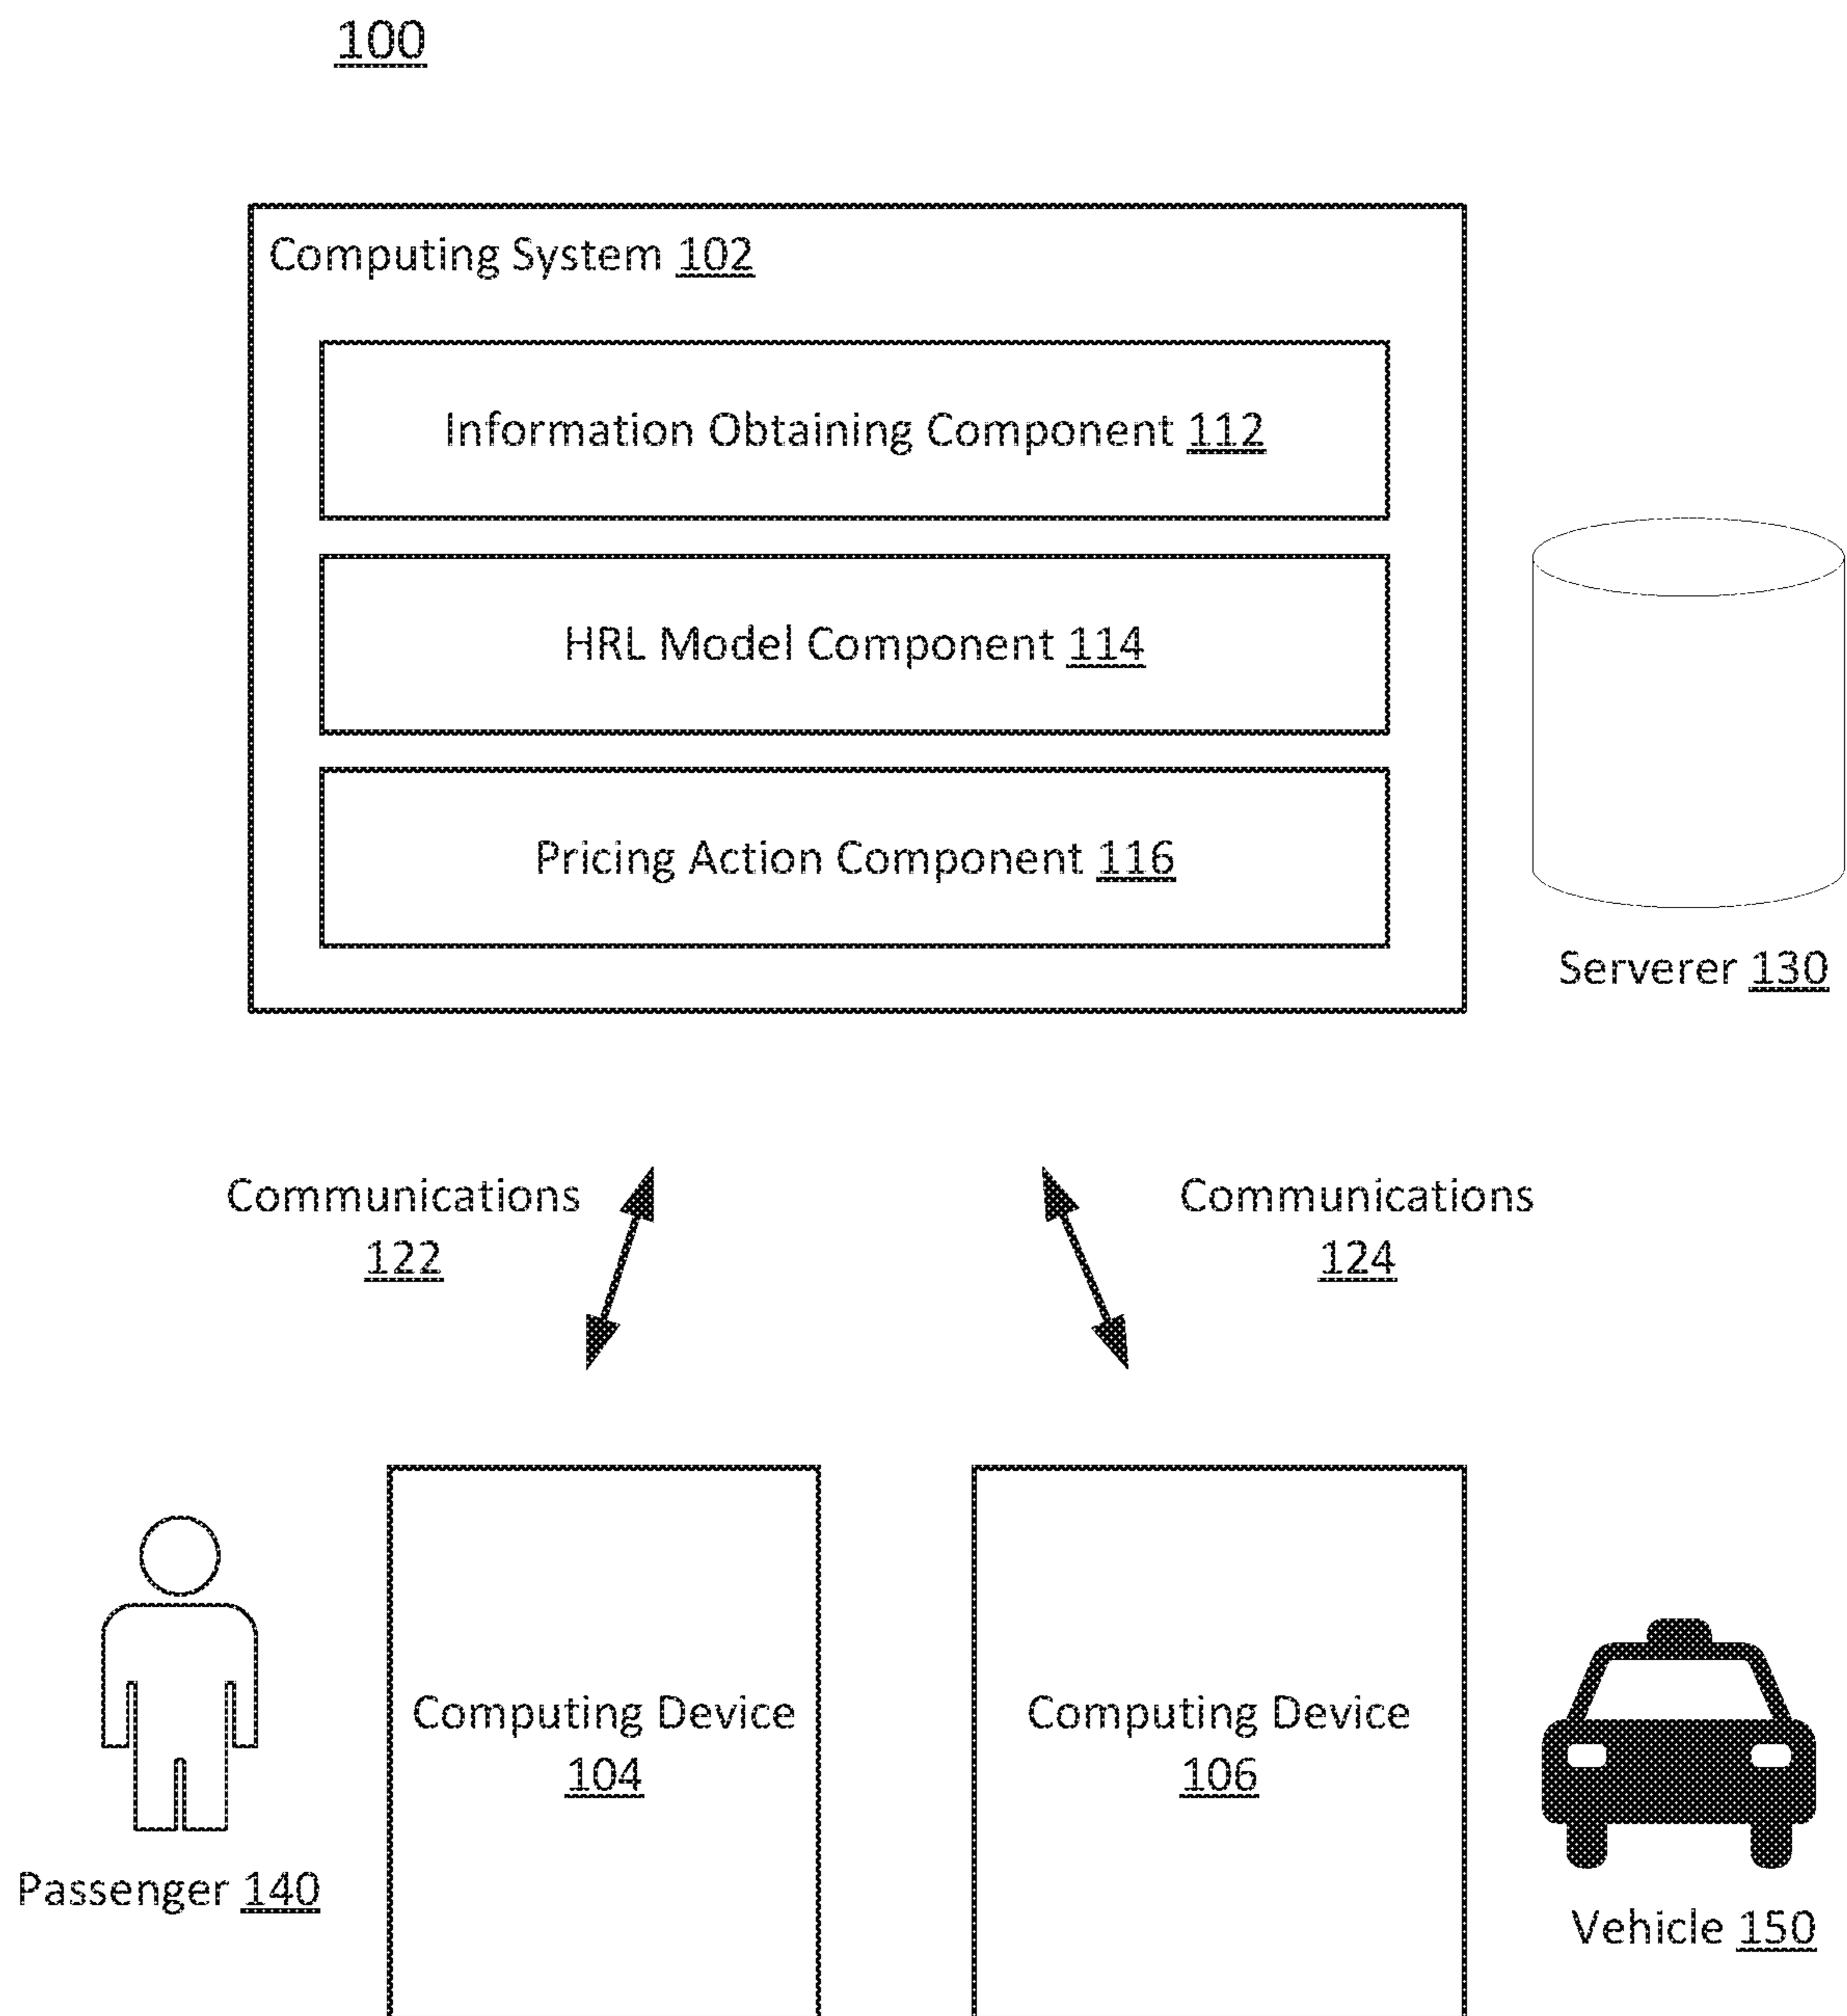 100
Computing System 102
Information Obtaining Component 112
HRL Model Component 114
Pricing Action Component 116
Serverer 130
Communications
122
Communications
124
Computing Device
104
Computing Device
106
Passenger 140
Vehicle 150